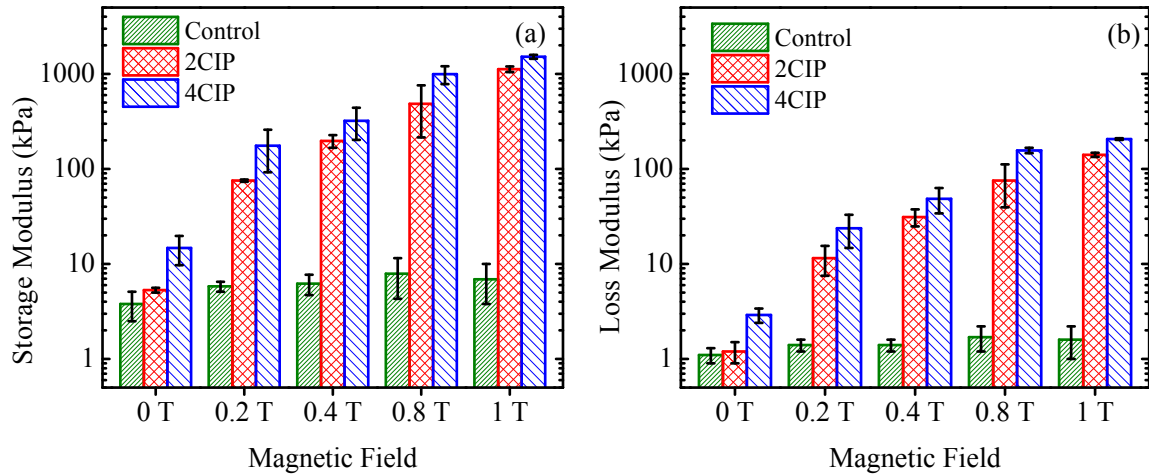 (a)
Control
2CIP
4CIP
Storage Modulus (kPa)
1000
100
10
1
0 T 0.2 T 0.4 T 0.8 T 1 T
Magnetic Field
(b)
Control
2CIP
4CIP
Loss Modulus (kPa)
1000
100
10
1
0 T 0.2 T 0.4 T 0.8 T 1 T
Magnetic Field